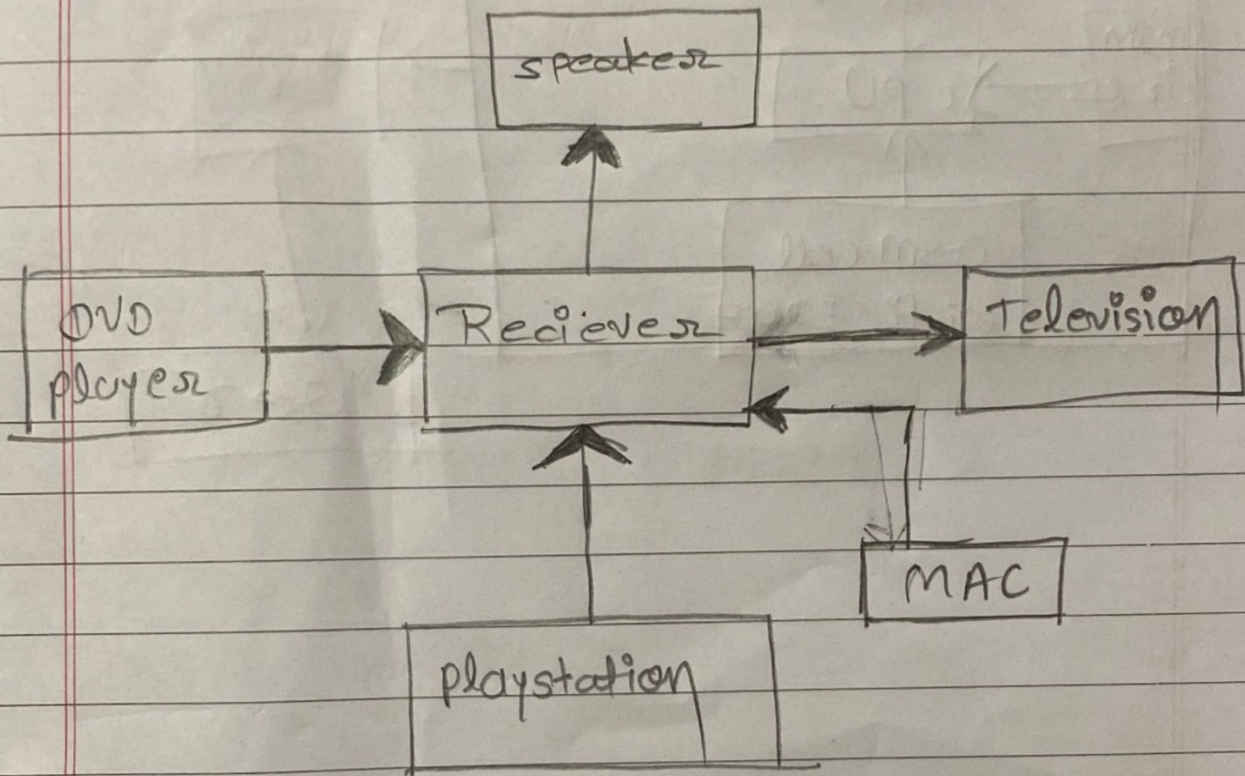 speaker
DVD
player
Reciever
Television
MAC
playstation